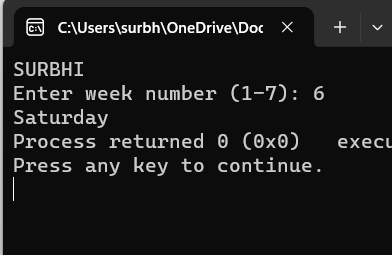 C:\Users\surbh\OneDrive\Doc
SURBHI
Enter week number (1-7): 6
Saturday
Process returned 0 (0x0)   execu
Press any key to continue.